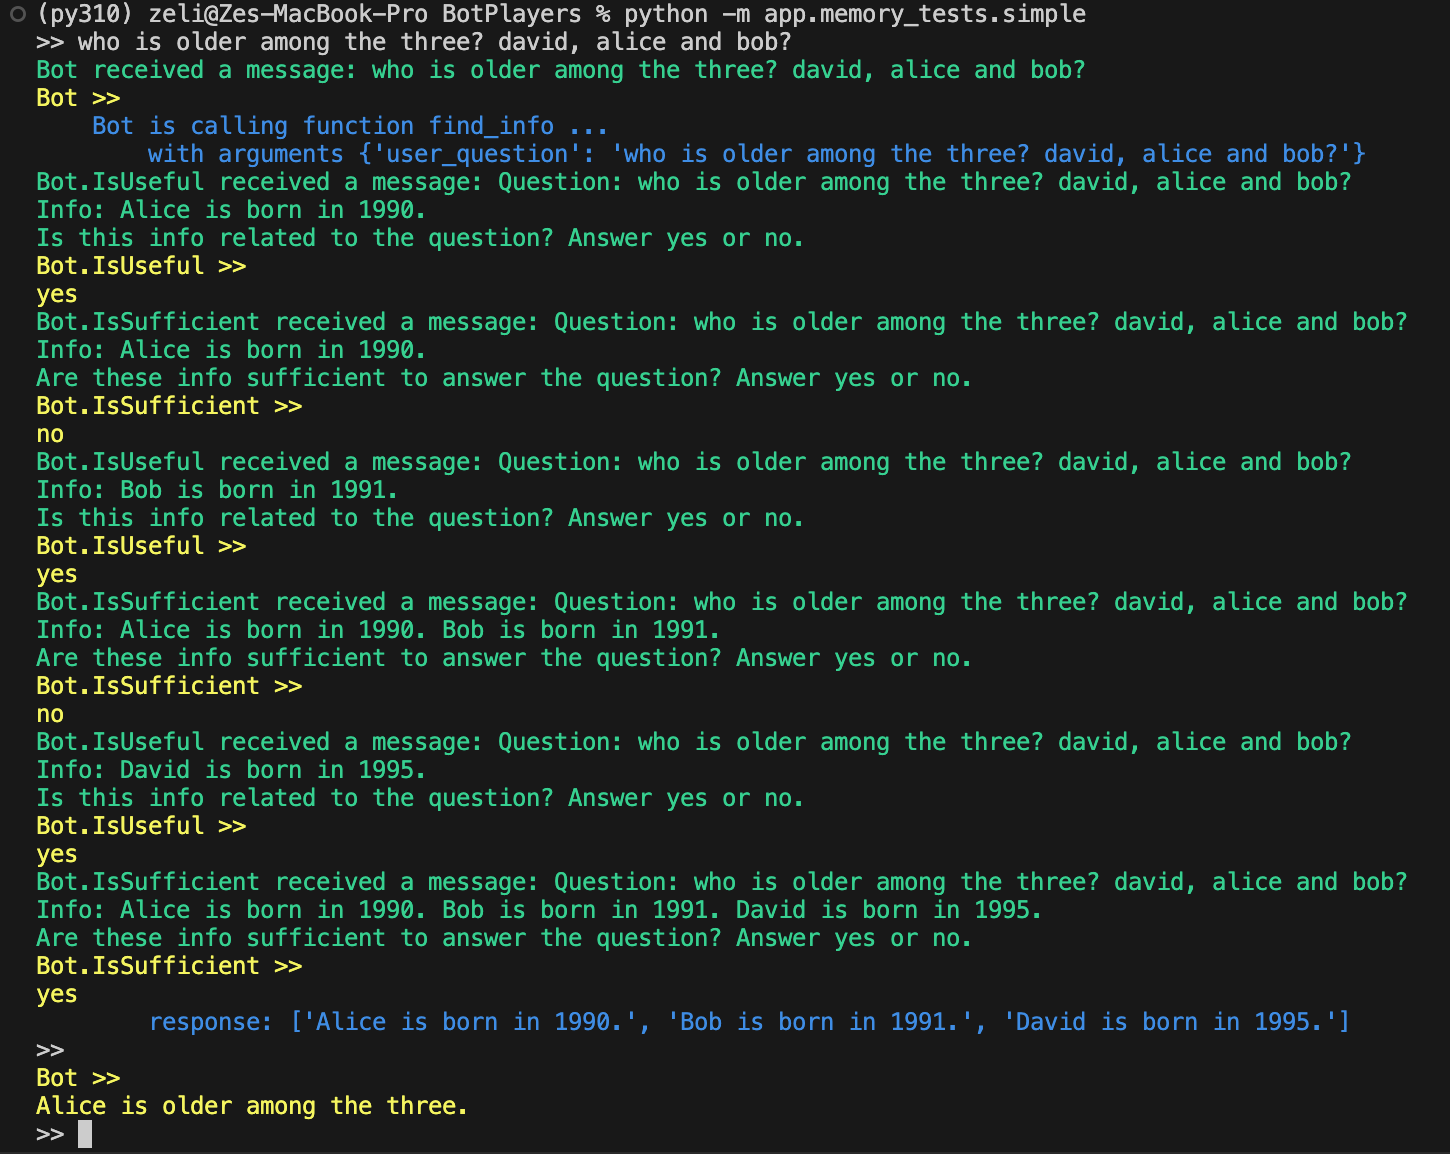 (py310) zeli@Zes-MacBook-Pro BotPlayers % python -m app.memory_tests.simple
>> who is older among the three? david, alice and bob?
Bot received a message: who is older among the three? david, alice and bob?
Bot >>
Bot is calling function find_info ...
with arguments {'user_question': 'who is older among the three? david, alice and bob?'}
Bot.IsUseful received a message: Question: who is older among the three? david, alice and bob?
Info: Alice is born in 1990.
Is this info related to the question? Answer yes or no.
Bot.IsUseful >>
yes
Bot.IsSufficient received a message: Question: who is older among the three? david, alice and bob?
Info: Alice is born in 1990.
Are these info sufficient to answer the question? Answer yes or no.
Bot.IsSufficient >>
no
Bot.IsUseful received a message: Question: who is older among the three? david, alice and bob?
Info: Bob is born in 1991.
Is this info related to the question? Answer yes or no.
Bot.IsUseful >>
yes
Bot.IsSufficient received a message: Question: who is older among the three? david, alice and bob?
Info: Alice is born in 1990. Bob is born in 1991.
Are these info sufficient to answer the question? Answer yes or no.
Bot.IsSufficient >>
no
Bot.IsUseful received a message: Question: who is older among the three? david, alice and bob?
Info: David is born in 1995.
Is this info related to the question? Answer yes or no.
Bot.IsUseful >>
yes
Bot.IsSufficient received a message: Question: who is older among the three? david, alice and bob?
Info: Alice is born in 1990. Bob is born in 1991. David is born in 1995.
Are these info sufficient to answer the question? Answer yes or no.
Bot.IsSufficient >>
yes
response: ['Alice is born in 1990.', 'Bob is born in 1991.', 'David is born in 1995.']
>>
Bot >>
Alice is older among the three.
>>